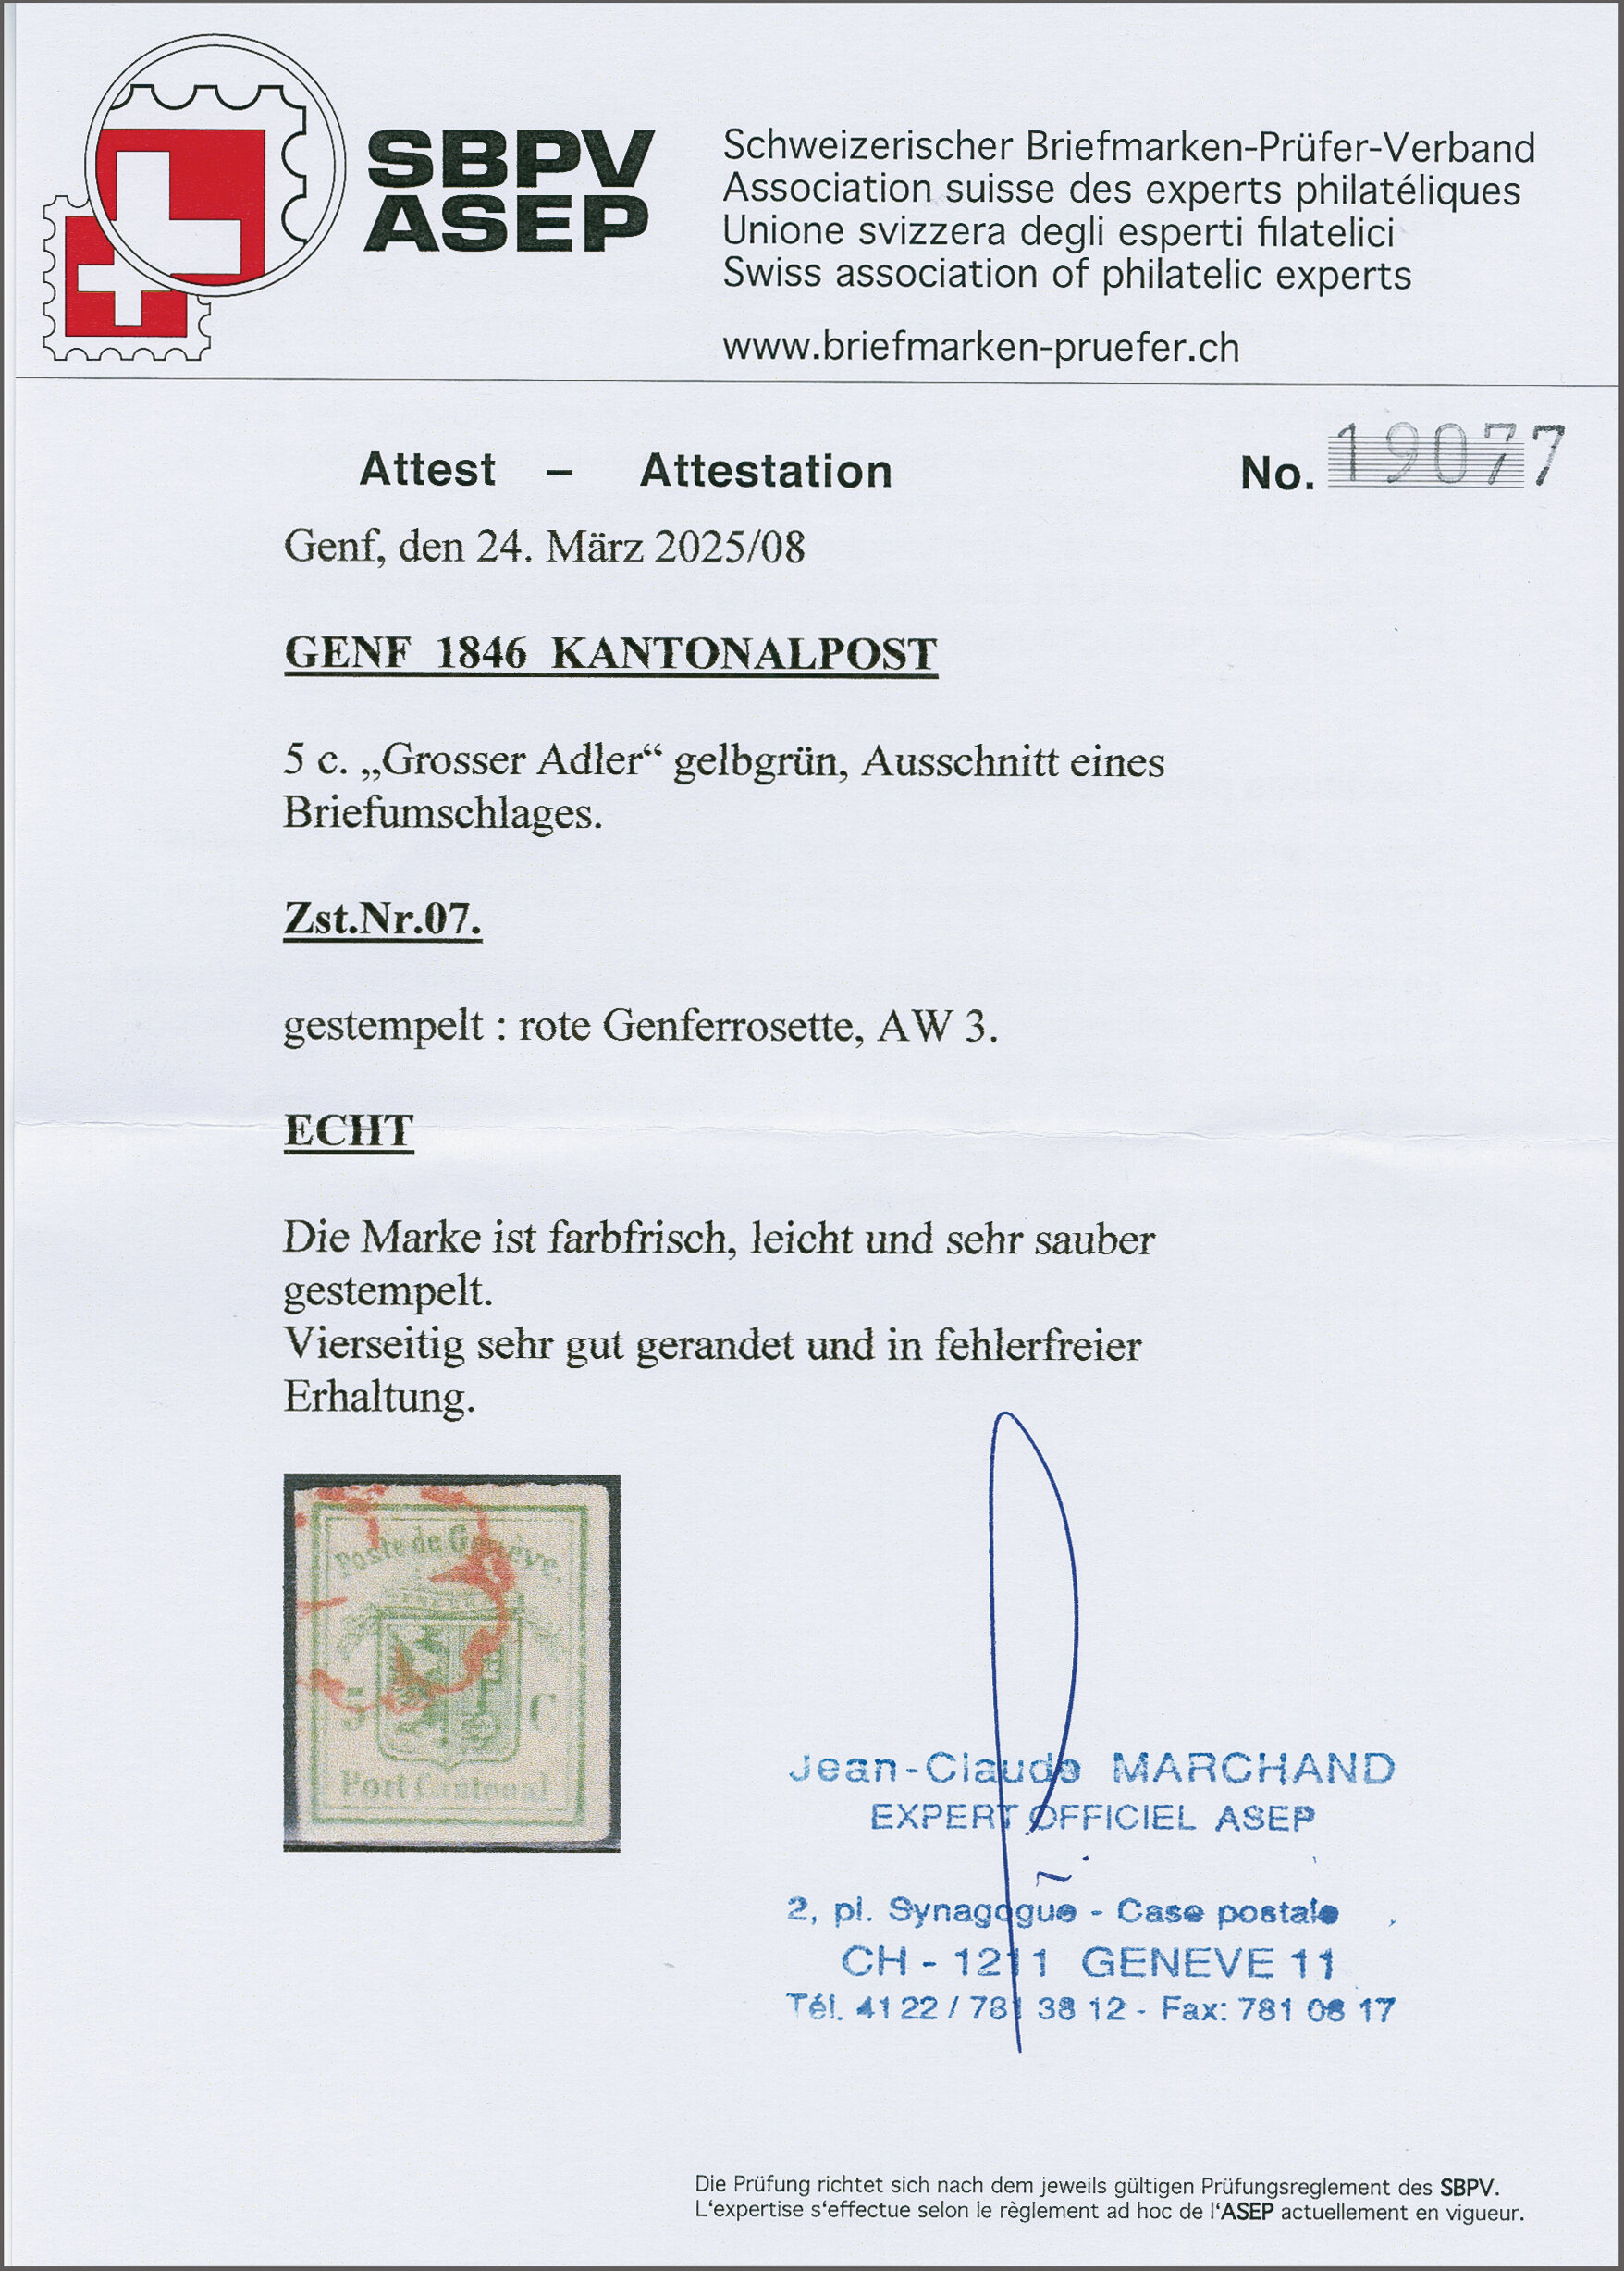 SBPV
ASEP
Schweizerischer Briefmarken-Prüfer-Verband
Association suisse des experts philatéliques
Unione svizzera degli esperti filatelici
Swiss association of philatelic experts
www.briefmarken-pruefer.ch
Attest – Attestation No. 19077
Genf, den 24. März 2025/08
GENF 1846 KANTONALPOST
5 c. „Grosser Adler“ gelbgrün, Ausschnitt eines
Briefumschlages.
Zst.Nr.07.
gestempelt : rote Genferrosette, AW 3.
ECHT
Die Marke ist farbfrisch, leicht und sehr sauber
gestempelt.
Vierseitig sehr gut gerandet und in fehlerfreier
Erhaltung.
Poste de Genève.
5 C
Port Cantonal
Jean-Claude MARCHAND
EXPERT OFFICIEL ASEP
2, pl. Synagogue - Case postale
CH - 1211 GENEVE 11
Tél. 41 22 / 781 38 12 - Fax: 781 08 17
Die Prüfung richtet sich nach dem jeweils gültigen Prüfungsreglement des SBPV.
L‘expertise s‘effectue selon le règlement ad hoc de l‘ASEP actuellement en vigueur.